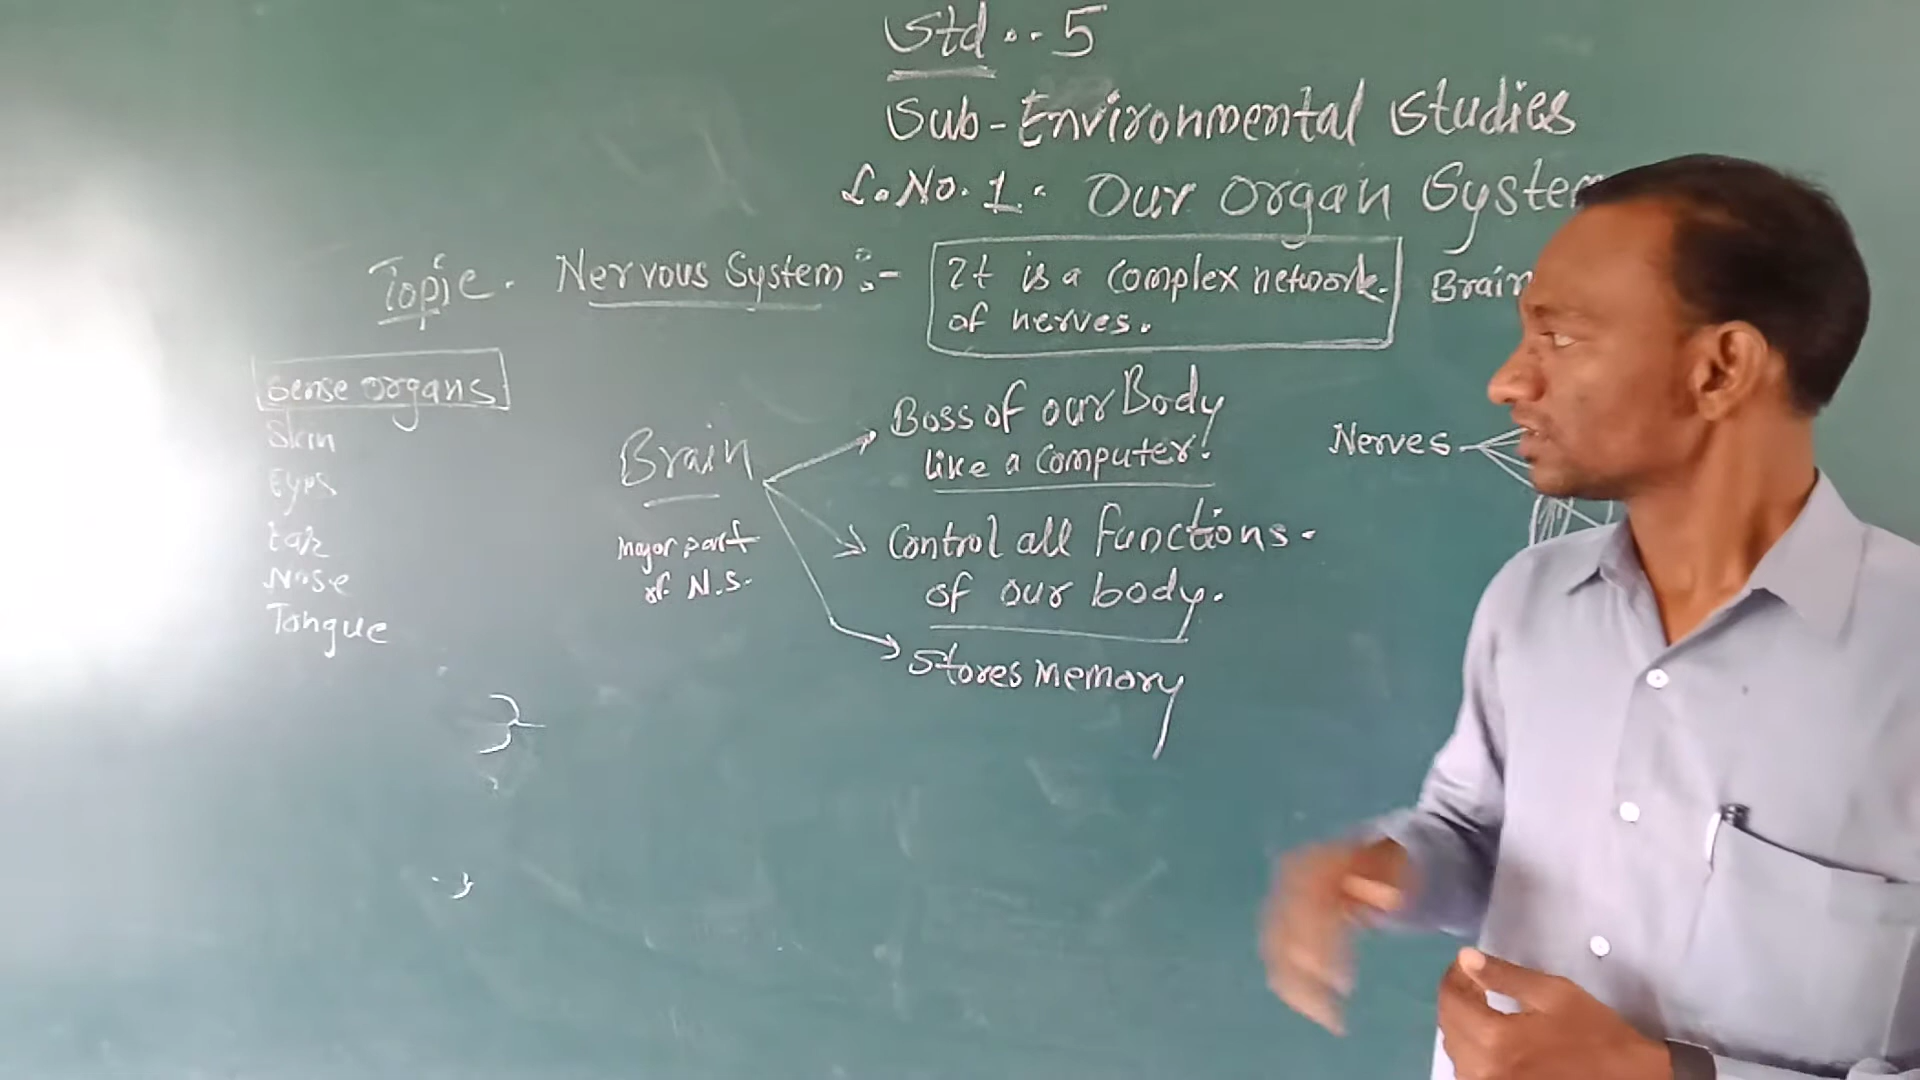 Std.. 5
Sub-Environmental Studies
L.No.1. Our Organ System
Topic. Nervous System :-
It is a complex network.
of nerves.
Brain
Sense organs
Skin
Eyes
Ear
Nose
Tongue
Brain
Major part
of N.S.
Boss of our Body
like a computer!
Control all functions.
of our body.
Stores Memory
Nerves